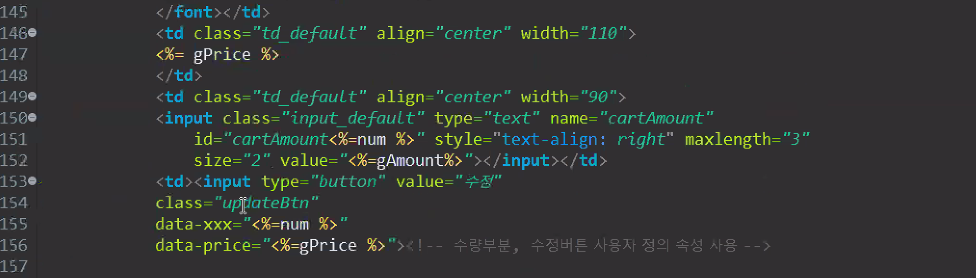 145 </font></td>
146 <td class="td_default" align="center" width="110">
147 <%= gPrice %>
148 </td>
149 <td class="td_default" align="center" width="90">
150 <input class="input_default" type="text" name="cartAmount"
151 id="cartAmount<%=num %>" style="text-align: right" maxlength="3"
152 size="2" value="<%=gAmount%>"></input></td>
153 <td><input type="button" value="수정"
154 class="updateBtn"
155 data-xxx="<%=num %>"
156 data-price="<%=gPrice %>"><!-- 수량부분, 수정버튼 사용자 정의 속성 사용 -->
157